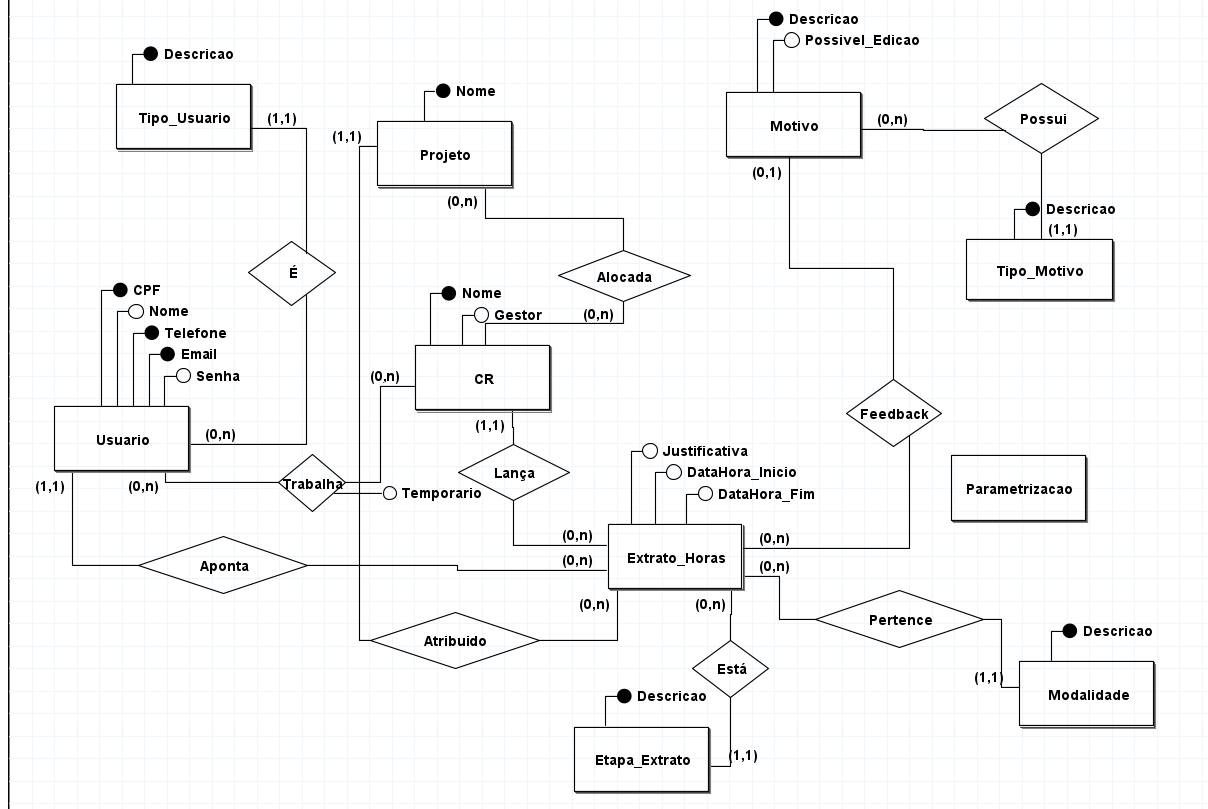 Descricao
Possivel_Edicao
Descricao
Nome
Tipo_Usuario
(1,1)
(1,1)
Projeto
Motivo
(0,n)
Possui
(0,1)
(0,n)
Descricao
(1,1)
Tipo_Motivo
É
Alocada
CPF
Nome
Telefone
Email
Senha
Nome
Gestor
(0,n)
(0,n)
CR
Feedback
Usuario
(0,n)
(1,1)
(1,1)
(0,n)
Trabalha
Temporario
Lança
Justificativa
DataHora_Inicio
DataHora_Fim
Parametrizacao
(0,n)
(0,n)
Extrato_Horas
(0,n)
(0,n)
Aponta
(0,n)
(0,n)
Atribuido
Pertence
Descricao
Está
(1,1)
Modalidade
Descricao
Etapa_Extrato
(1,1)